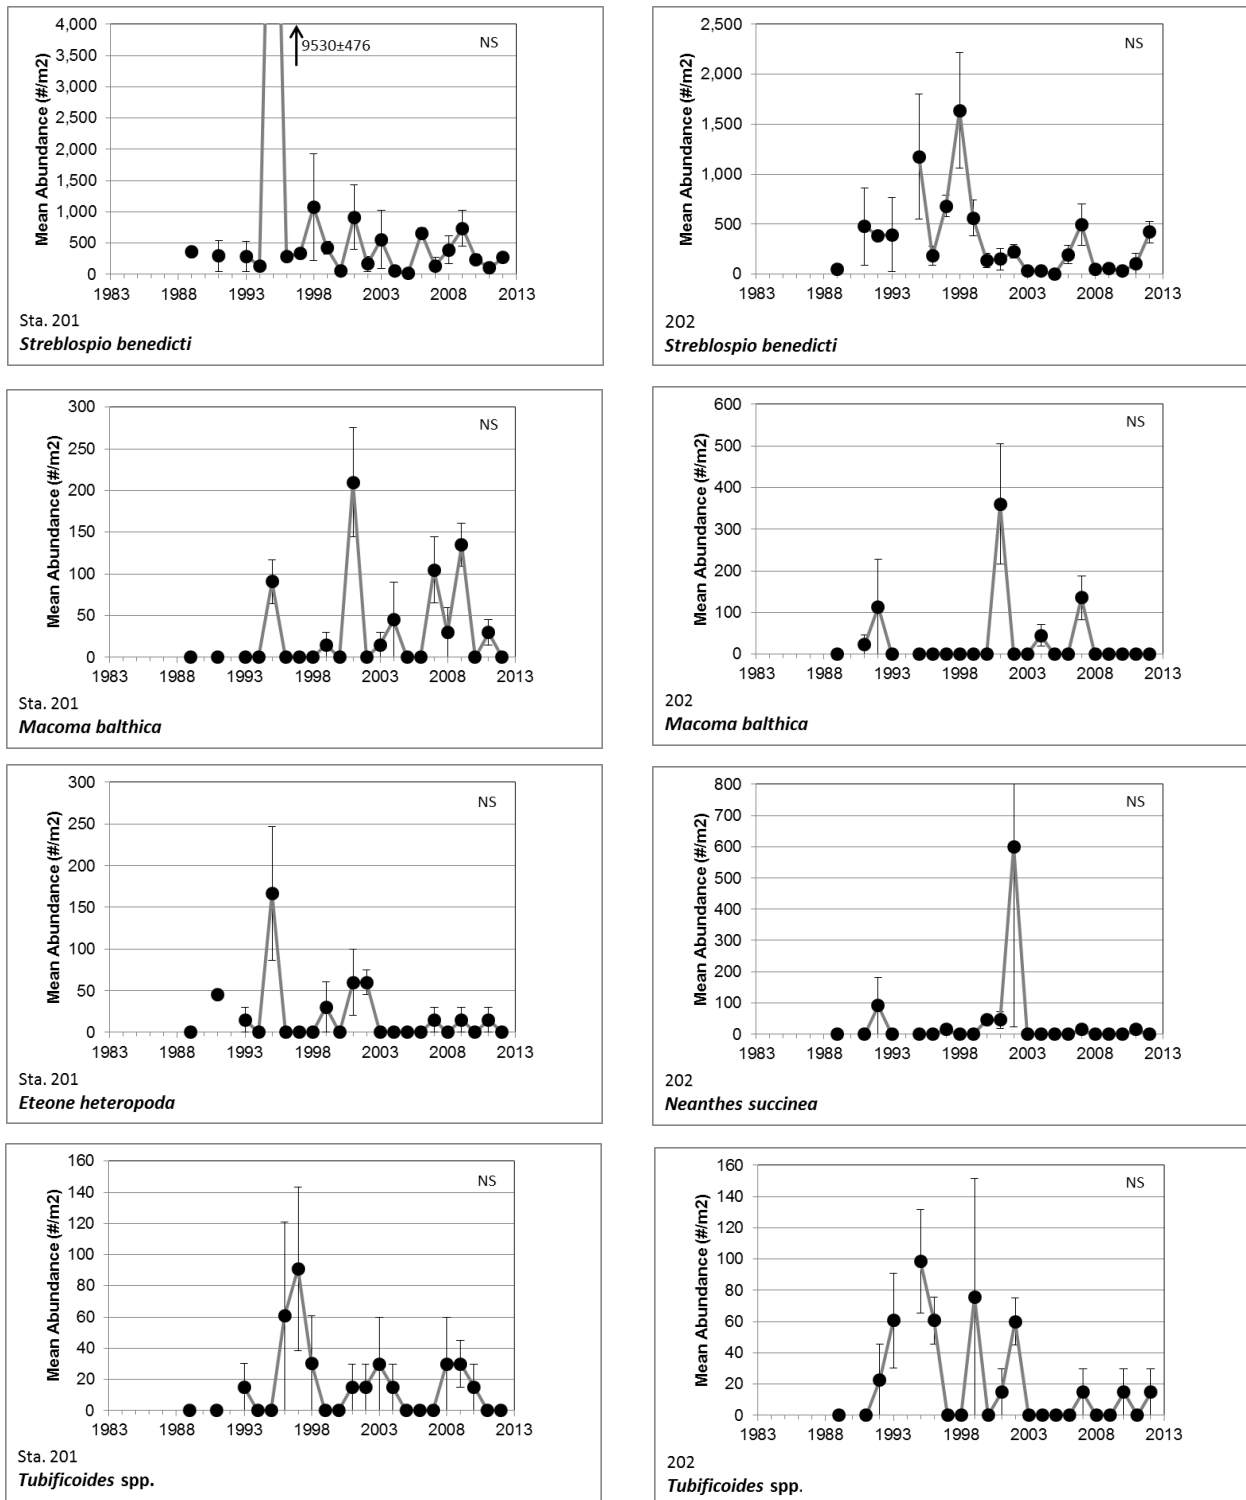 Mean Abundance (#/m2)
4,000
3,500
3,000
2,500
2,000
1,500
1,000
500
0
9530±476
NS
1983 1988 1993 1998 2003 2008 2013
Sta. 201
Streblospio benedicti
Mean Abundance (#/m2)
2,500
2,000
1,500
1,000
500
0
NS
1983 1988 1993 1998 2003 2008 2013
202
Streblospio benedicti
Mean Abundance (#/m2)
300
250
200
150
100
50
0
NS
1983 1988 1993 1998 2003 2008 2013
Sta. 201
Macoma balthica
Mean Abundance (#/m2)
600
500
400
300
200
100
0
NS
1983 1988 1993 1998 2003 2008 2013
202
Macoma balthica
Mean Abundance (#/m2)
300
250
200
150
100
50
0
NS
1983 1988 1993 1998 2003 2008 2013
Sta. 201
Eteone heteropoda
Mean Abundance (#/m2)
800
700
600
500
400
300
200
100
0
NS
1983 1988 1993 1998 2003 2008 2013
202
Neanthes succinea
Mean Abundance (#/m2)
160
140
120
100
80
60
40
20
0
NS
1983 1988 1993 1998 2003 2008 2013
Sta. 201
Tubificoides spp.
Mean Abundance (#/m2)
160
140
120
100
80
60
40
20
0
NS
1983 1988 1993 1998 2003 2008 2013
202
Tubificoides spp.